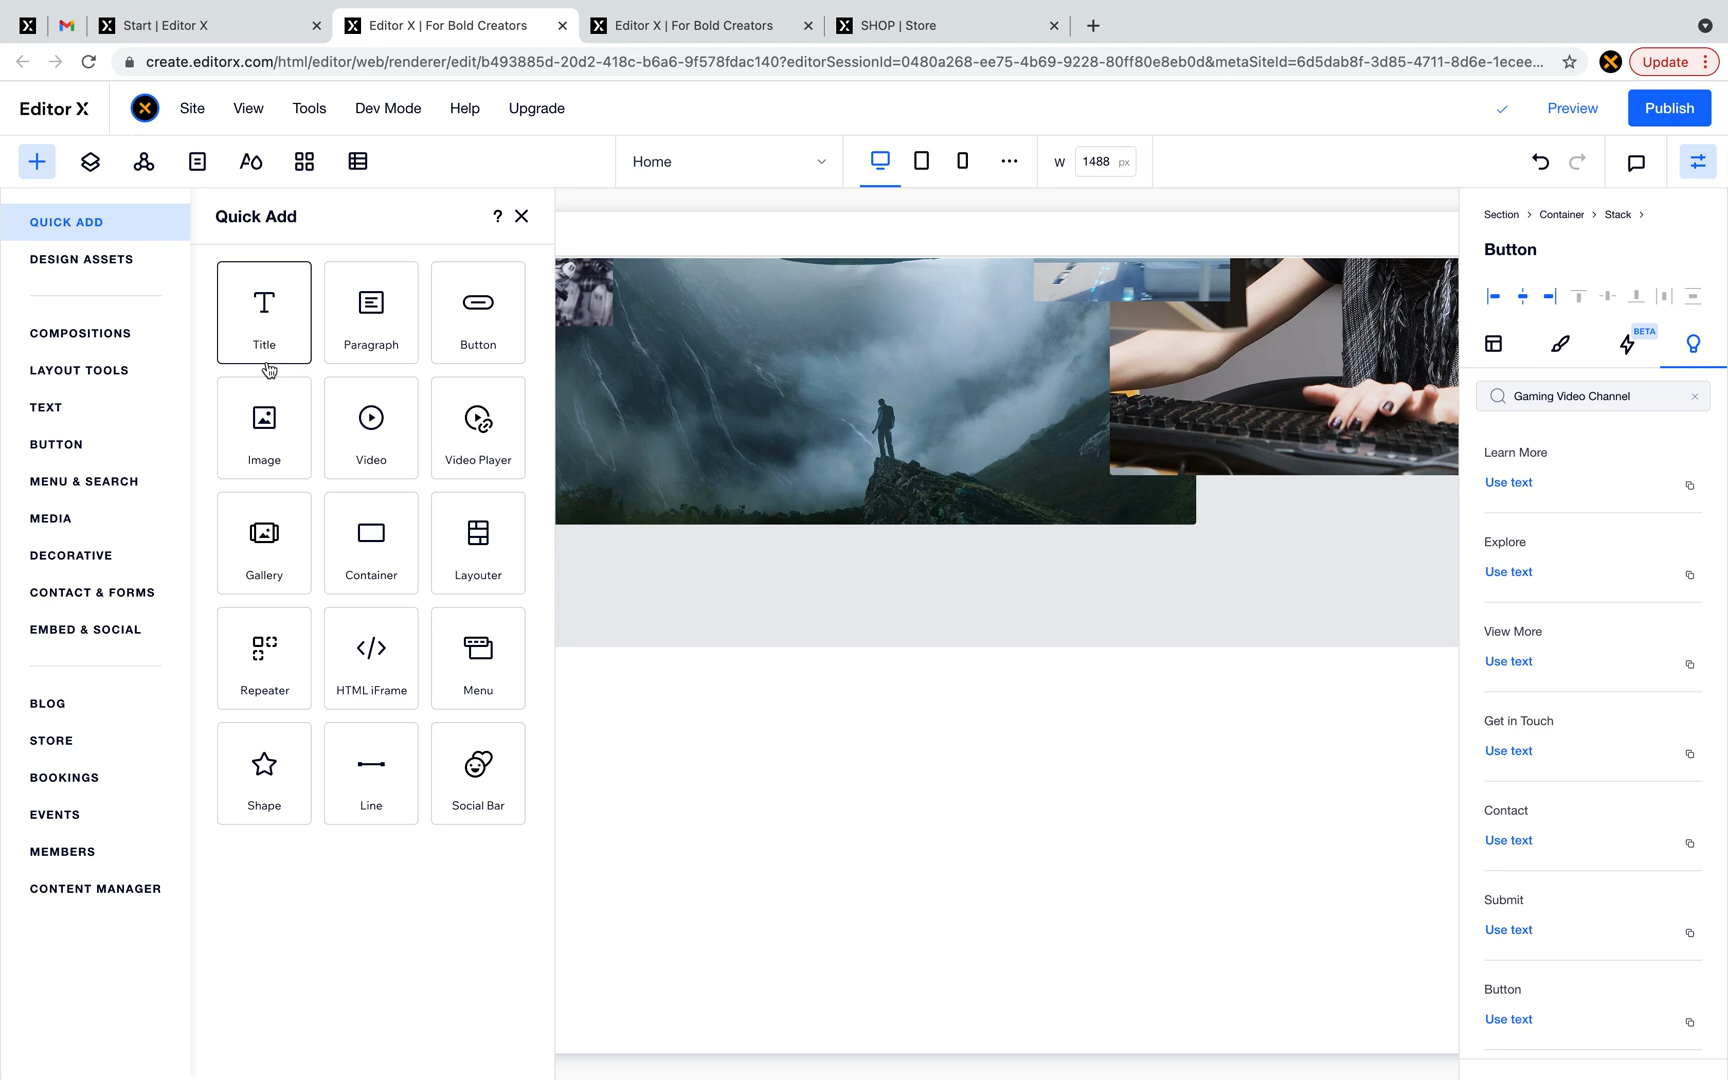 Start | Editor X
Editor X | For Bold Creators
Editor X | For Bold Creators
SHOP | Store
create.editorx.com/html/editor/web/renderer/edit/b493885d-20d2-418c-b6a6-9f578fdac140?editorSessionId=0480a268-ee75-4b69-9228-80ff80e8eb0d&metaSiteId=6d5dab8f-3d85-4711-8d6e-1ecee...
Update
Editor X
Site
View
Tools
Dev Mode
Help
Upgrade
Preview
Publish
Home
W 1488 px
QUICK ADD
DESIGN ASSETS
COMPOSITIONS
LAYOUT TOOLS
TEXT
BUTTON
MENU & SEARCH
MEDIA
DECORATIVE
CONTACT & FORMS
EMBED & SOCIAL
BLOG
STORE
BOOKINGS
EVENTS
MEMBERS
CONTENT MANAGER
Quick Add ?
Title
Paragraph
Button
Image
Video
Video Player
Gallery
Container
Layouter
Repeater
HTML iFrame
Menu
Shape
Line
Social Bar
Section > Container > Stack >
Button
BETA
Gaming Video Channel
Learn More
Use text
Explore
Use text
View More
Use text
Get in Touch
Use text
Contact
Use text
Submit
Use text
Button
Use text